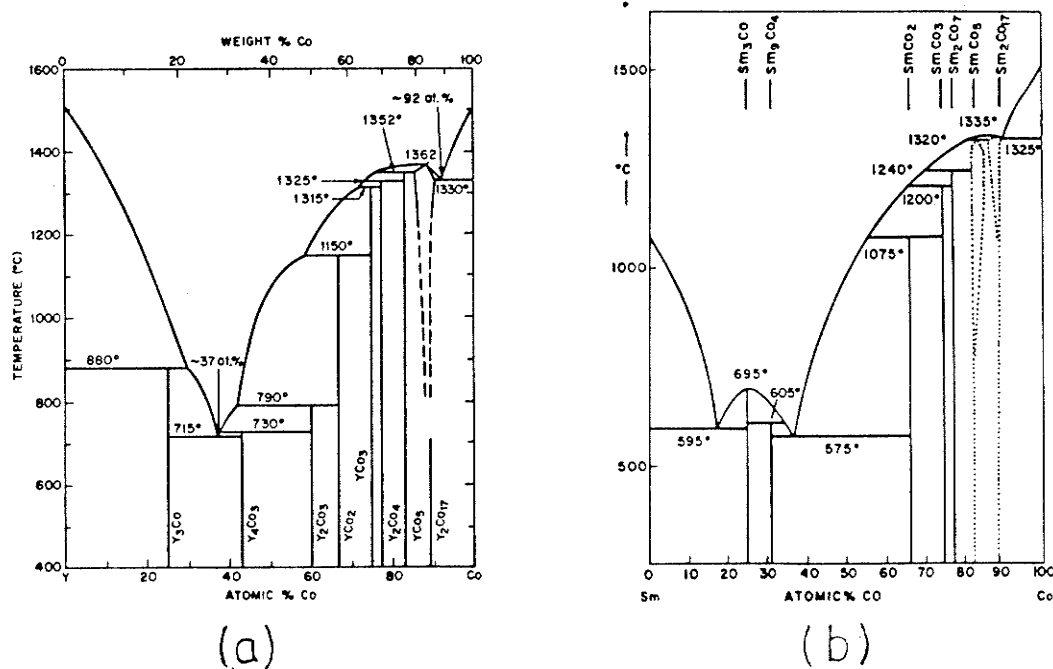 WEIGHT % Co
0 20 40 60 80 100
1600
1400
1200
1100
1000
800
600
400
TEMPERATURE (°C)
~92 at.%
1352°
1362
1325°
1315°
1330°
1150°
880°
~37at.%
790°
730°
715°
Y₃Co
Y₄Co₃
Y₂Co₃
YCo₂
YCo₃
Y₂Co₄
YCo₅
Y₂Co₁₇
Y 20 40 60 80 Co
ATOMIC % Co
(a)
Sm₃Co
Sm₉Co₄
SmCo₂
SmCo₃
Sm₂Co₇
SmCo₅
Sm₂Co₁₇
1500
1000
500
°C
1335°
1320°
1325°
1240°
1200°
1075°
695°
605°
595°
575°
0 10 20 30 40 50 60 70 80 90 100
Sm ATOMIC% CO Co
(b)